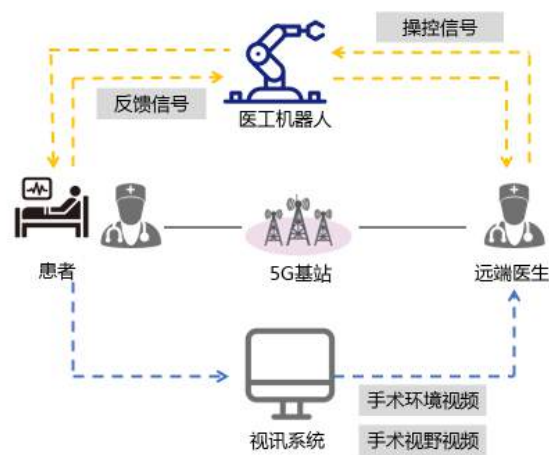 操控信号
反馈信号
医工机器人
患者
5G基站
远端医生
手术环境视频
视讯系统
手术视野视频